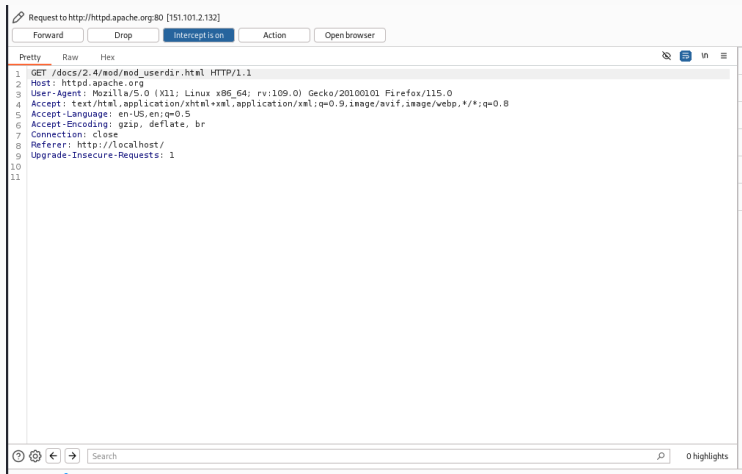 Request to http://httpd.apache.org:80 [151.101.2.132]
Forward Drop Intercept is on Action Open browser
Pretty Raw Hex \n
1 GET /docs/2.4/mod/mod_userdir.html HTTP/1.1
2 Host: httpd.apache.org
3 User-Agent: Mozilla/5.0 (X11; Linux x86_64; rv:109.0) Gecko/20100101 Firefox/115.0
4 Accept: text/html,application/xhtml+xml,application/xml;q=0.9,image/avif,image/webp,*/*;q=0.8
5 Accept-Language: en-US,en;q=0.5
6 Accept-Encoding: gzip, deflate, br
7 Connection: close
8 Referer: http://localhost/
9 Upgrade-Insecure-Requests: 1
10
11
Search 0 highlights